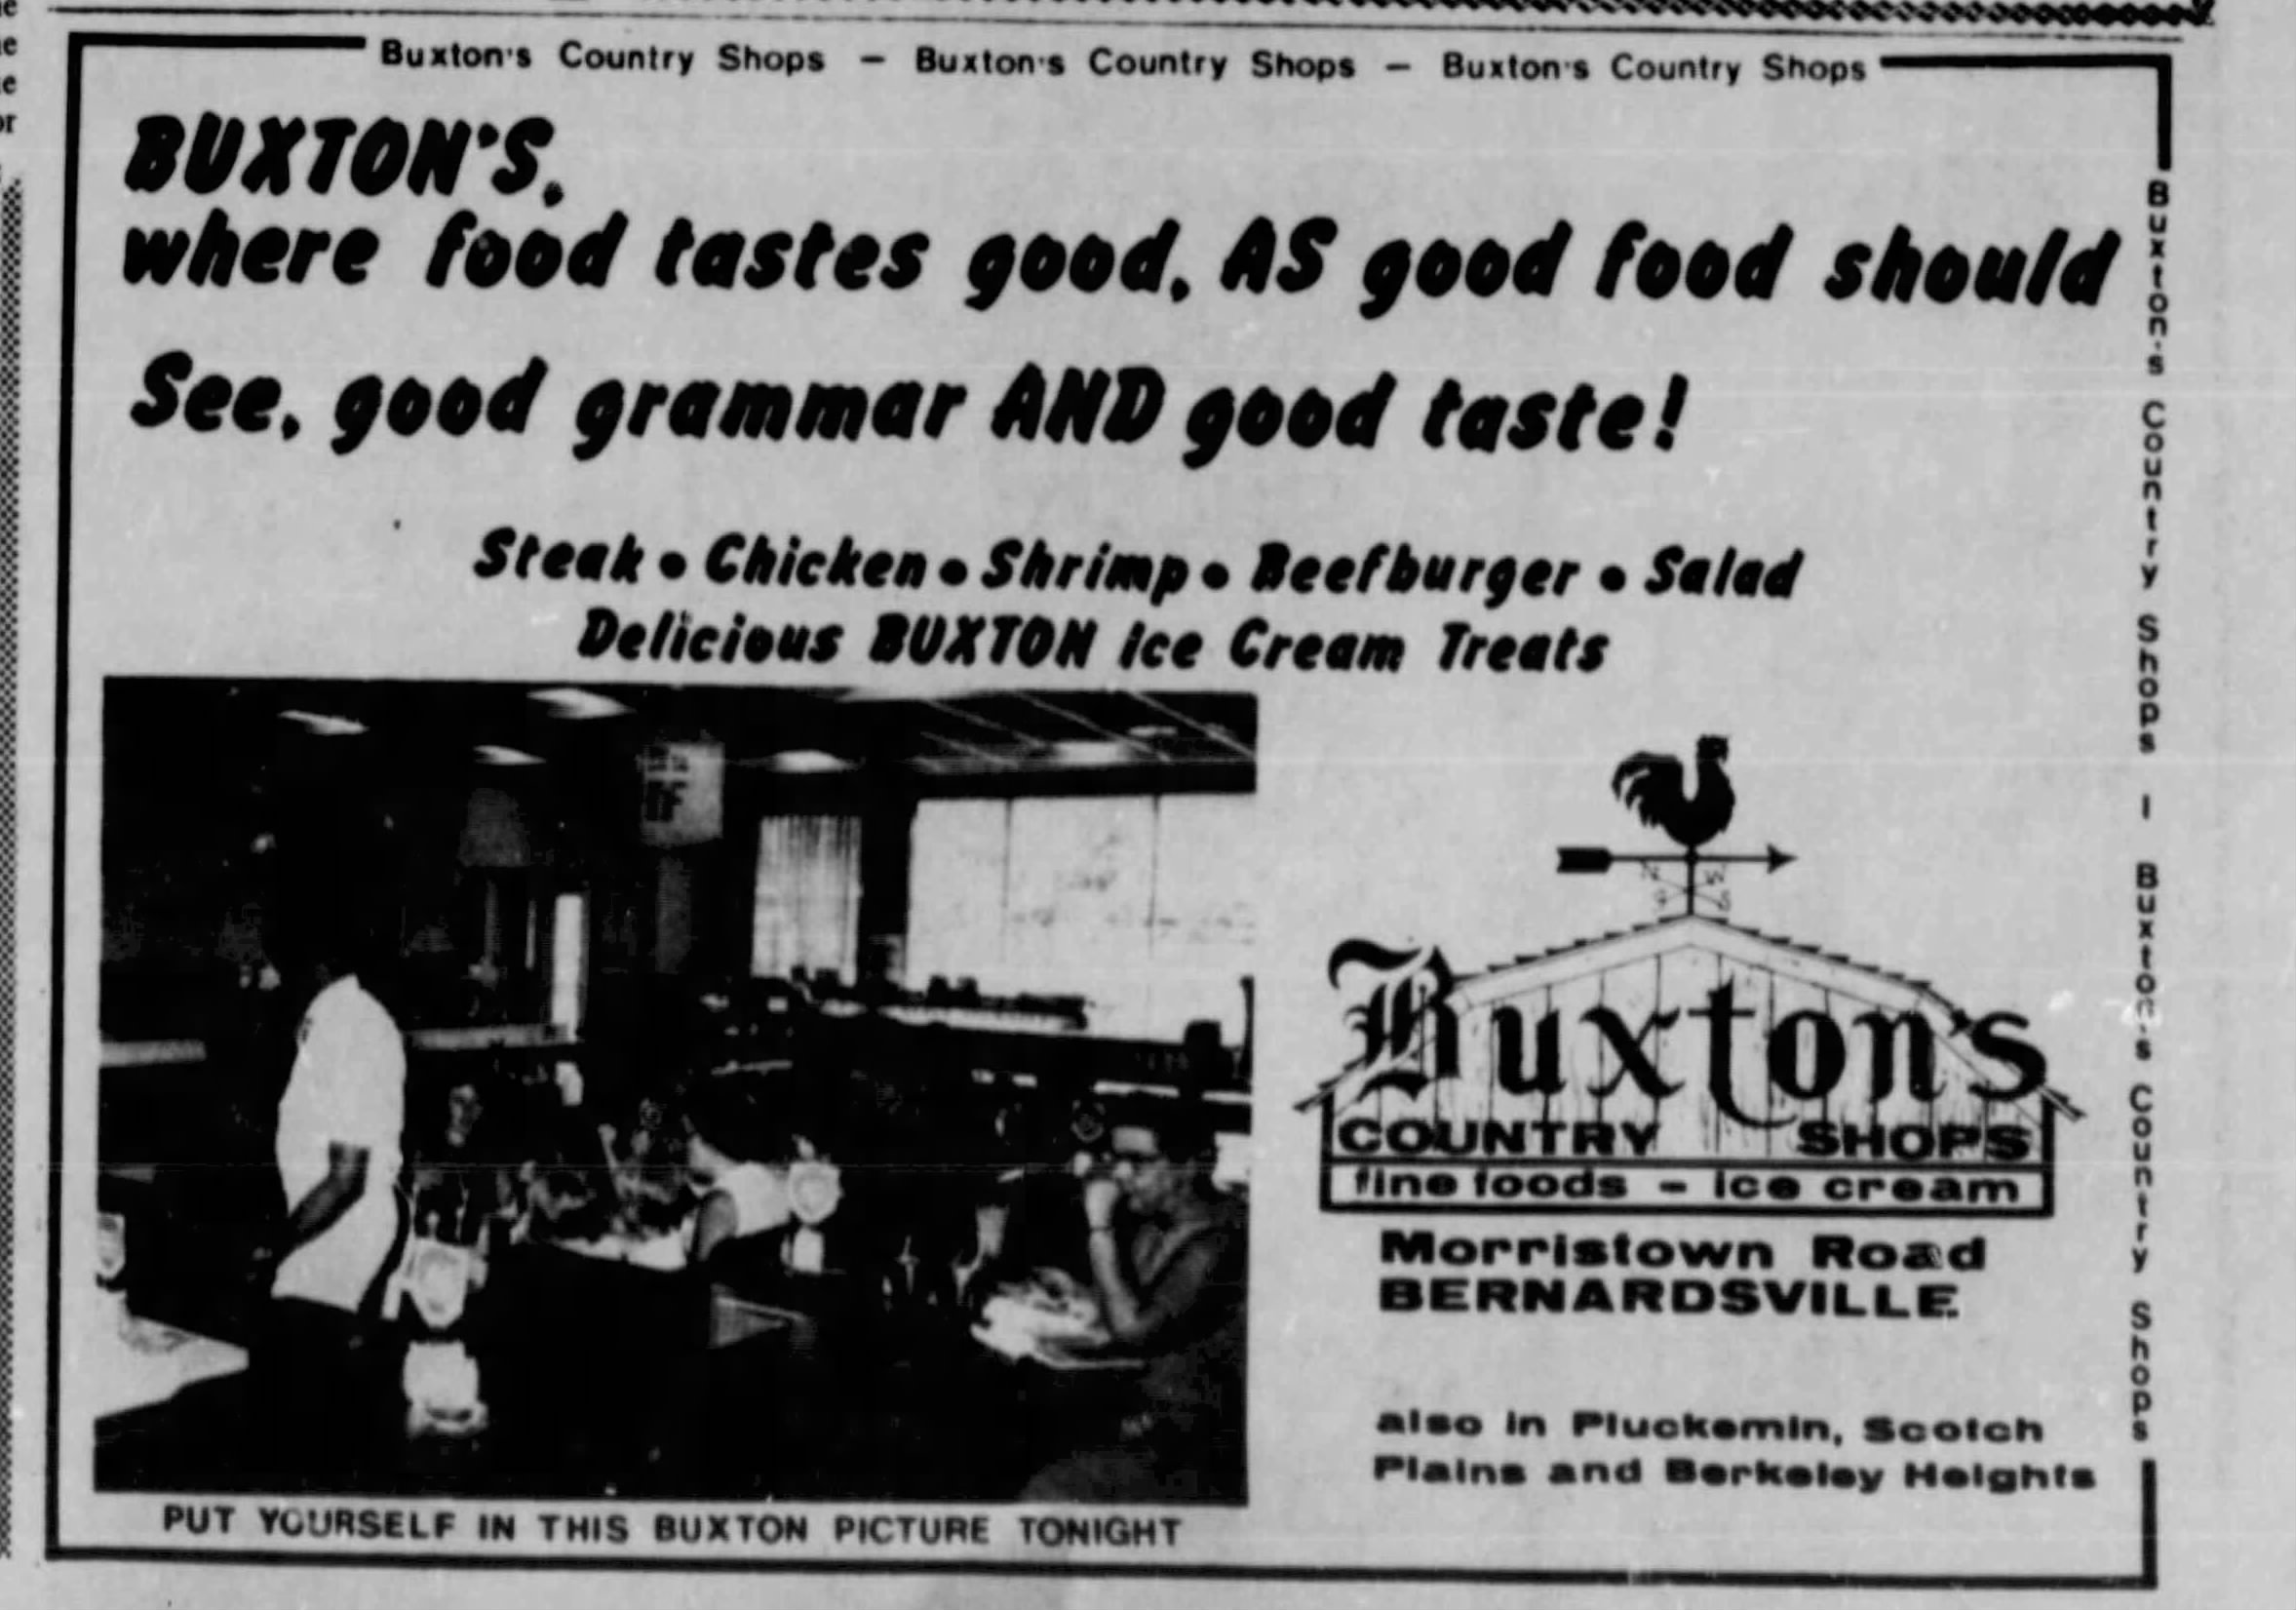 Buxton's Country Shops — Buxton's Country Shops — Buxton's Country Shops
BUXTON'S,
where food tastes good, AS good food should
See, good grammar AND good taste!
Steak • Chicken • Shrimp • Beefburger • Salad
Delicious BUXTON ice Cream Treats
Buxton's
COUNTRY SHOPS
fine foods - ice cream
Morristown Road
BERNARDSVILLE
also in Pluckemin, Scotch
Plains and Berkeley Heights
PUT YOURSELF IN THIS BUXTON PICTURE TONIGHT
Buxton's Country Shops — Buxton's Country Shops